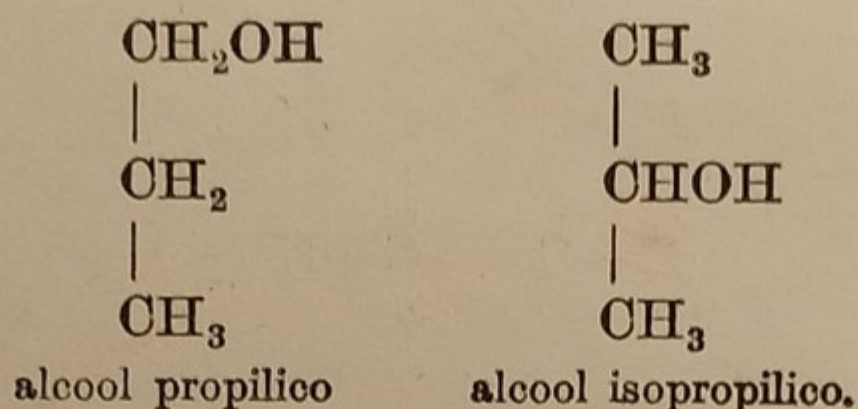 CH₂OH CH₃
| |
CH₂ CHOH
| |
CH₃ CH₃
alcool propilico alcool isopropilico.